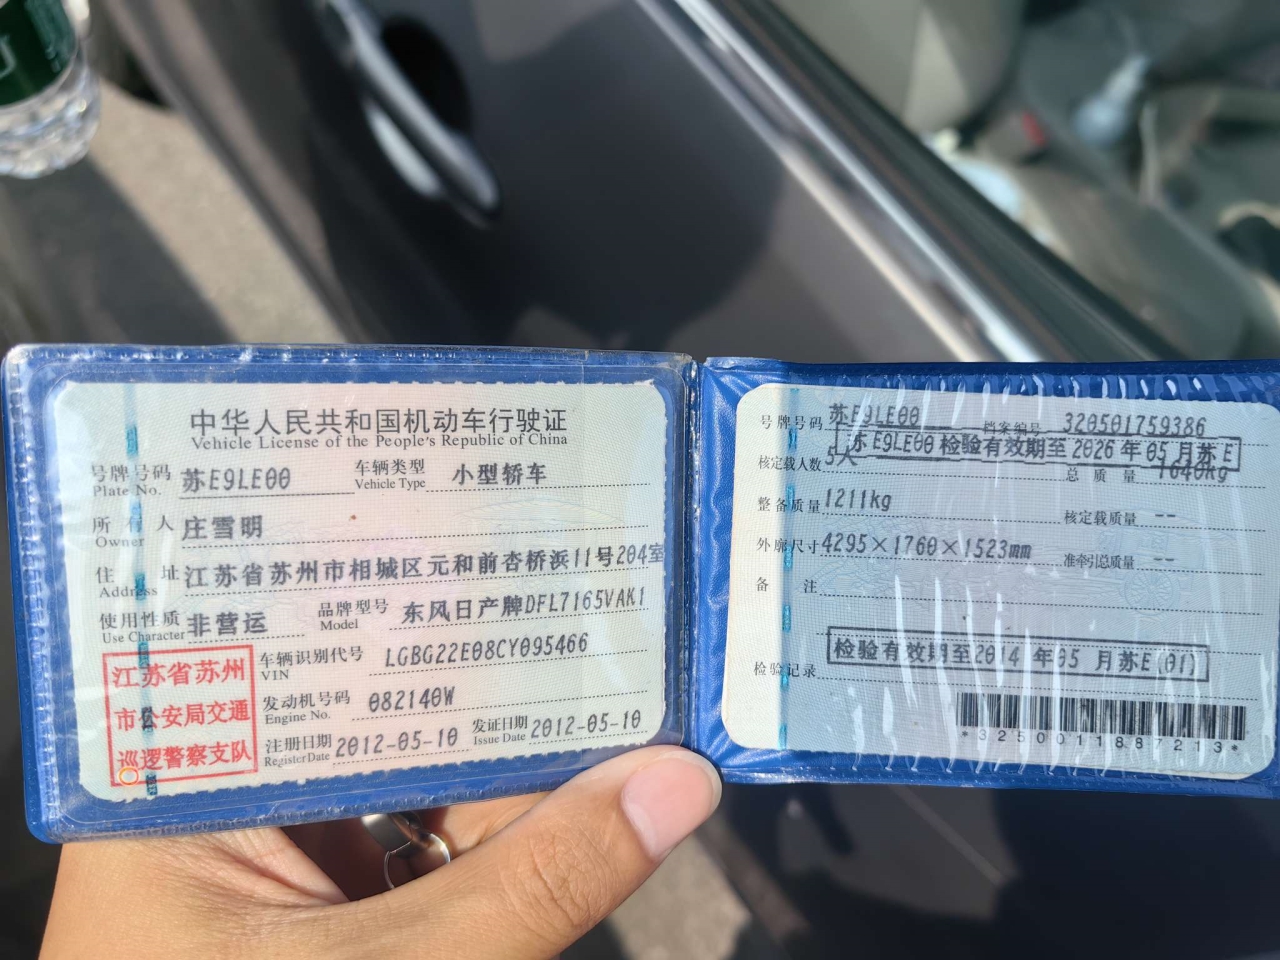 中华人民共和国机动车行驶证
Vehicle License of the People's Republic of China
号牌号码 苏E9LE00 车辆类型 小型轿车
Plate No. Vehicle Type
所有人 庄雪明
Owner
住址 江苏省苏州市相城区元和前杏桥浜11号204室
Address
使用性质 非营运 品牌型号 东风日产牌DFL7165VAK1
Use Character Model
车辆识别代号 LGBG22E08CY095466
VIN
发动机号码 082140W
Engine No.
注册日期 2012-05-10 发证日期 2012-05-10
Register Date Issue Date
江苏省苏州
市公安局交通
巡逻警察支队
号牌号码 苏E9LE00 档案编号 320501759386
苏E9LE00 检验有效期至2026年05月苏E
核定载人数 5人 总质量 1640kg
整备质量 1211kg 核定载质量 --
外廓尺寸 4295×1760×1523mm 准牵引总质量 --
备注
检验有效期至2014年05月苏E(01)
检验记录
*3250011887213*